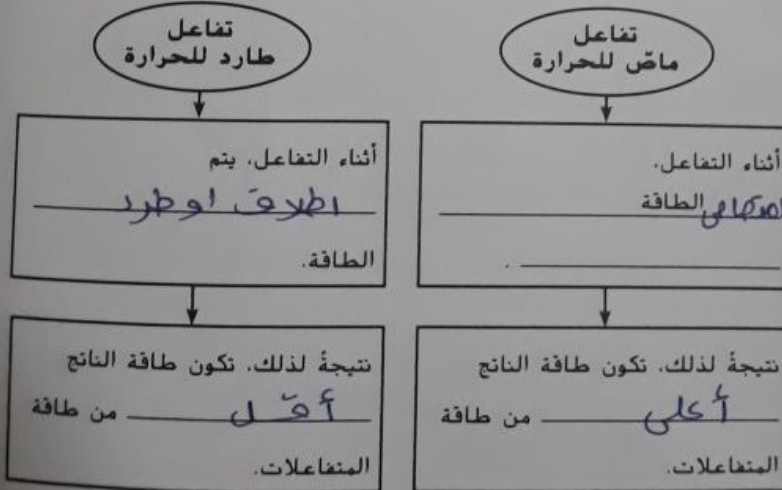 تفاعل
ماصّ للحرارة
أثناء التفاعل،
امتصاص الطاقة
.
نتيجةً لذلك، تكون طاقة الناتج
أعلى من طاقة
المتفاعلات.
تفاعل
طارد للحرارة
أثناء التفاعل، يتم
اطلاق او طرد
الطاقة.
نتيجةً لذلك، تكون طاقة الناتج
أقل من طاقة
المتفاعلات.